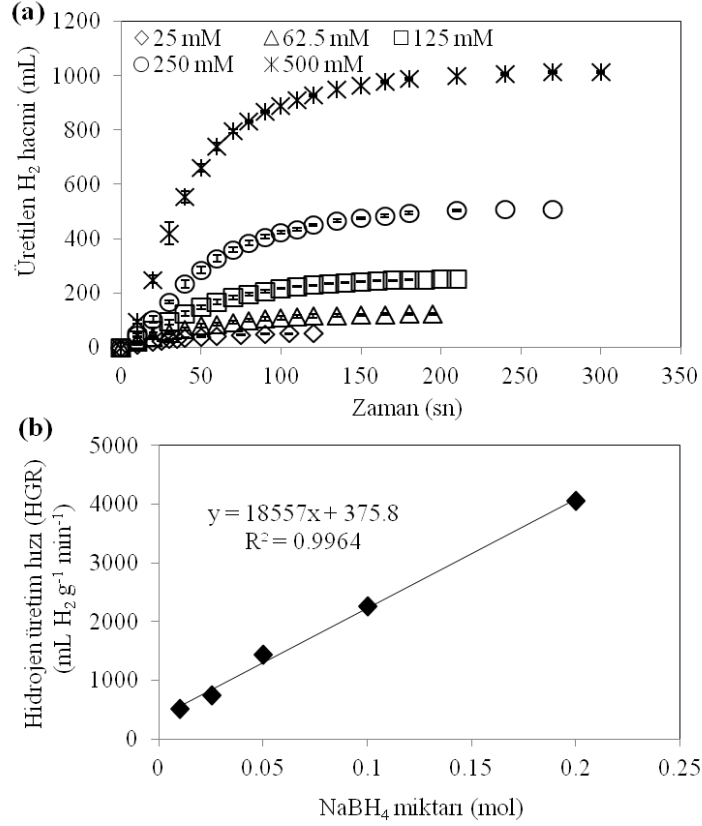 (a)
◇ 25 mM △ 62.5 mM □ 125 mM
○ 250 mM ✳ 500 mM
Üretilen H₂ hacmi (mL)
1200
1000
800
600
400
200
0
0 50 100 150 200 250 300 350
Zaman (sn)
(b)
Hidrojen üretim hızı (HGR)
(mL H₂ g⁻¹ min⁻¹)
5000
4000
3000
2000
1000
0
y = 18557x + 375.8
R² = 0.9964
0 0.05 0.1 0.15 0.2 0.25
NaBH₄ miktarı (mol)